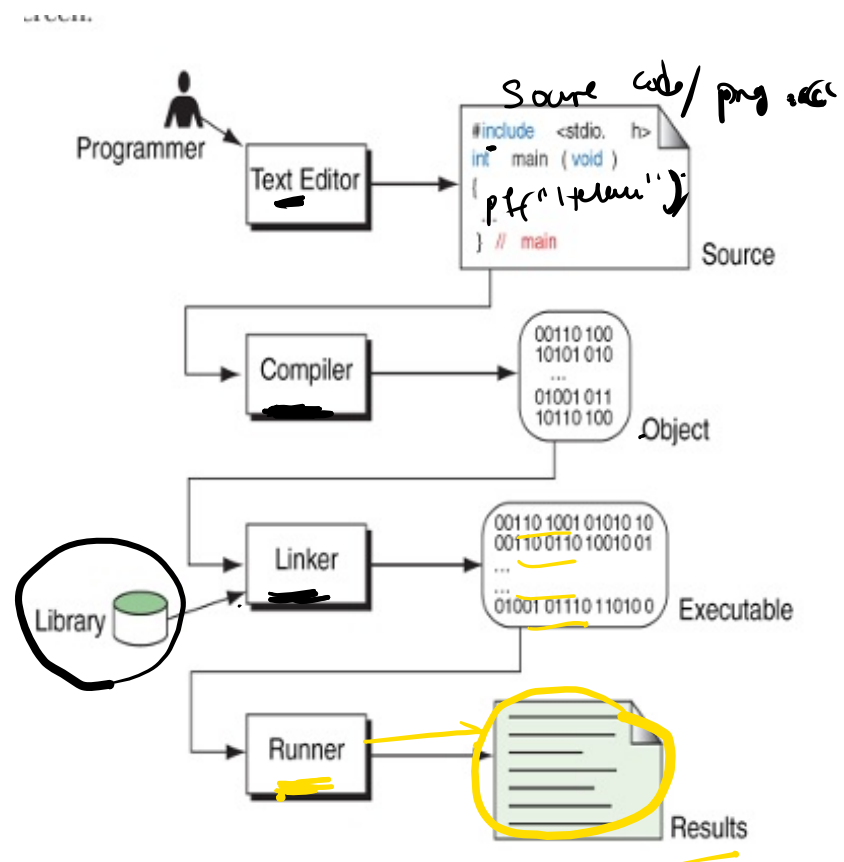 Source code/
Programmer
Text Editor
#include <stdio. h>
int main ( void )
{
...
} // main
Source
Compiler
00110 100
10101 010
...
01001 011
10110 100
Object
Linker
Library
00110 1001 01010 10
00110 0110 10010 01
...
...
01001 01110 11010 0
Executable
Runner
Results